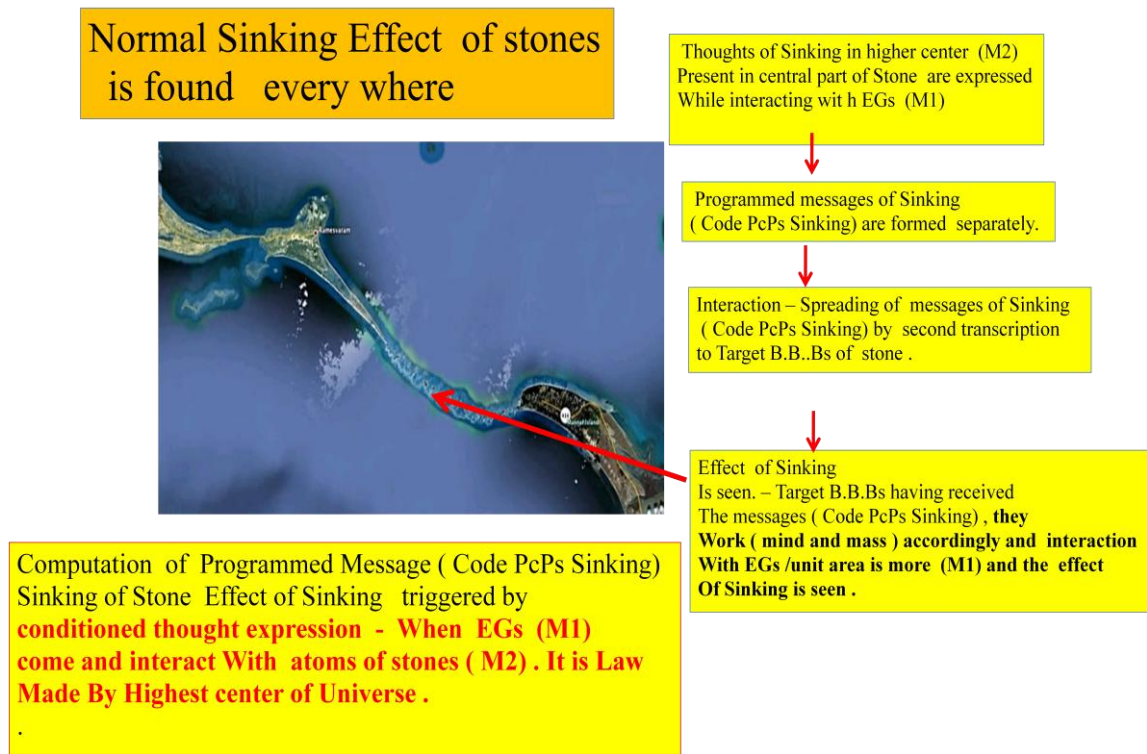 Normal Sinking Effect of stones
is found every where
Thoughts of Sinking in higher center (M2)
Present in central part of Stone are expressed
While interacting wit h EGs (M1)
Programmed messages of Sinking
( Code PcPs Sinking) are formed separately.
Interaction – Spreading of messages of Sinking
( Code PcPs Sinking) by second transcription
to Target B.B..Bs of stone .
Effect of Sinking
Is seen. – Target B.B.Bs having received
The messages ( Code PcPs Sinking) , they
Work ( mind and mass ) accordingly and interaction
With EGs /unit area is more (M1) and the effect
Of Sinking is seen .
Rameswaram
Mannar Island
Computation of Programmed Message ( Code PcPs Sinking)
Sinking of Stone Effect of Sinking triggered by
conditioned thought expression - When EGs (M1)
come and interact With atoms of stones ( M2) . It is Law
Made By Highest center of Universe .
.